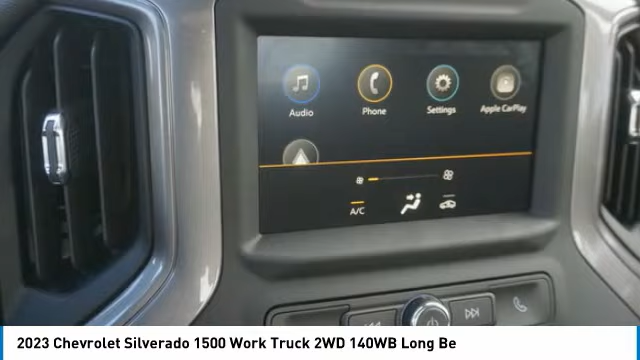 Audio
Phone
Settings
Apple CarPlay
A/C
2023 Chevrolet Silverado 1500 Work Truck 2WD 140WB Long Be